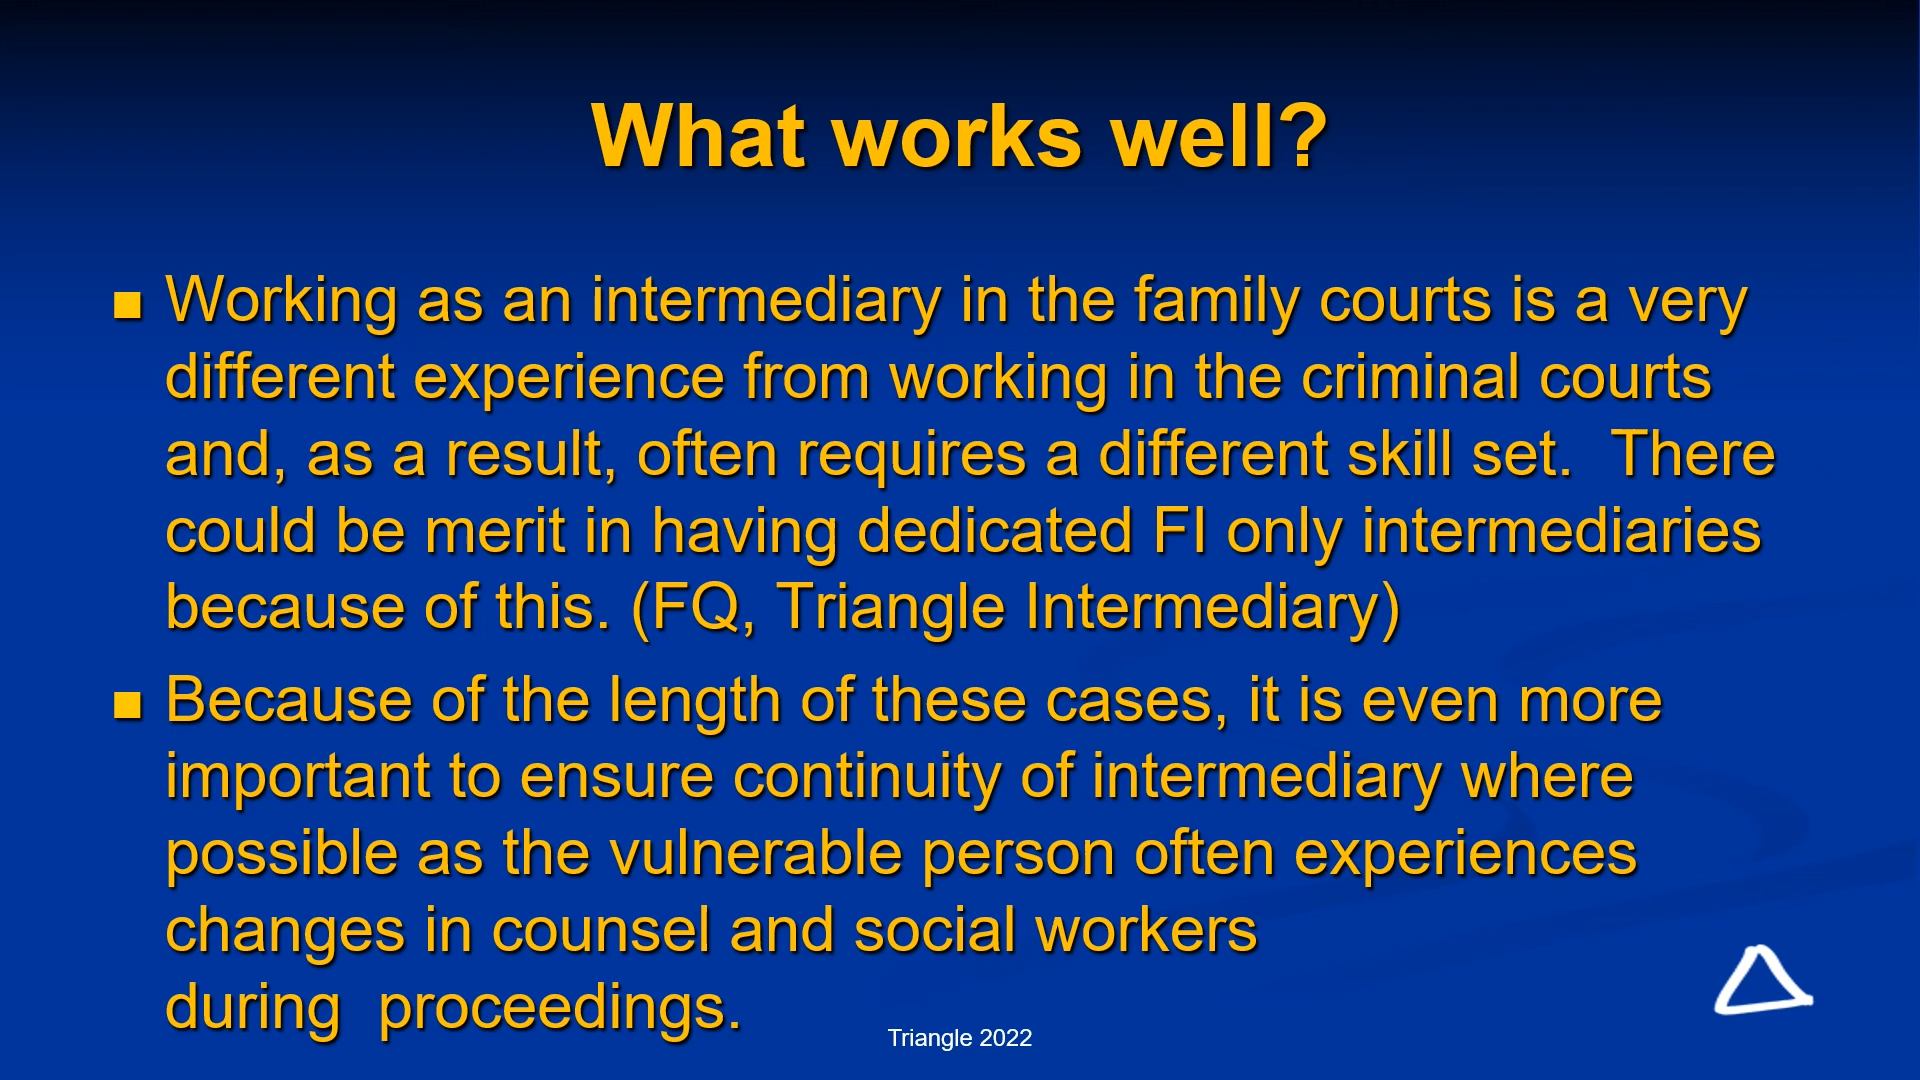 What works well?
Working as an intermediary in the family courts is a very
different experience from working in the criminal courts
and, as a result, often requires a different skill set.  There
could be merit in having dedicated FI only intermediaries
because of this. (FQ, Triangle Intermediary)
Because of the length of these cases, it is even more
important to ensure continuity of intermediary where
possible as the vulnerable person often experiences
changes in counsel and social workers
during  proceedings.
Triangle 2022